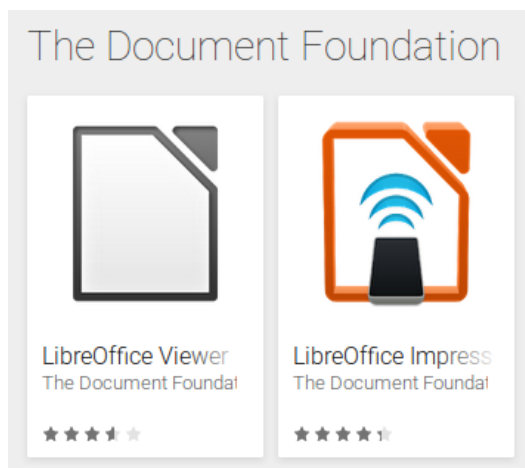 The Document Foundation
LibreOffice Viewer
The Document Foundat
LibreOffice Impress
The Document Foundat